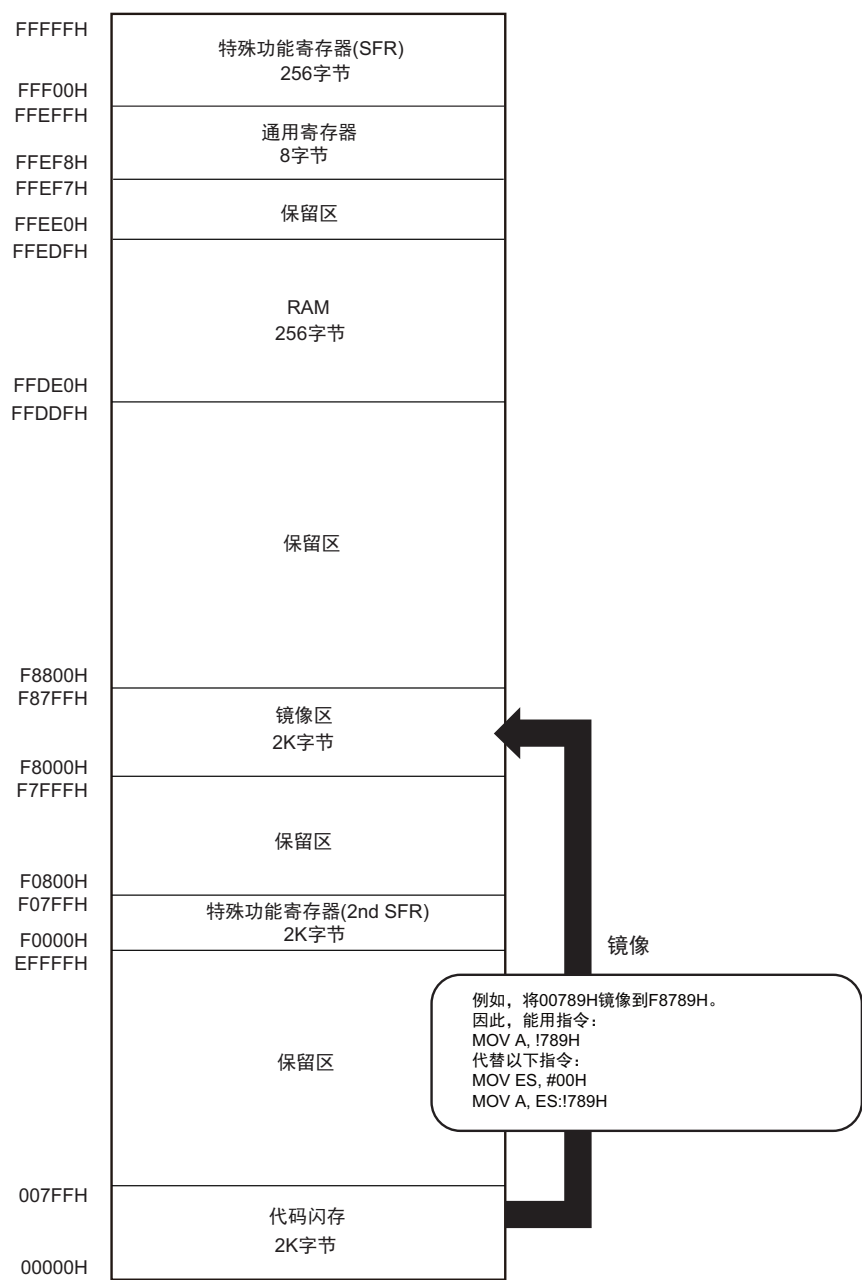 FFFFFH
特殊功能寄存器(SFR)
256字节
FFF00H
FFEFFH
通用寄存器
8字节
FFEF8H
FFEF7H
保留区
FFEE0H
FFEDFH
RAM
256字节
FFDE0H
FFDDFH
保留区
F8800H
F87FFH
镜像区
2K字节
F8000H
F7FFFH
保留区
F0800H
F07FFH
特殊功能寄存器(2nd SFR)
2K字节
F0000H
EFFFFH
镜像
例如，将00789H镜像到F8789H。
因此，能用指令：
MOV A, !789H
代替以下指令：
MOV ES, #00H
MOV A, ES:!789H
保留区
007FFH
代码闪存
2K字节
00000H